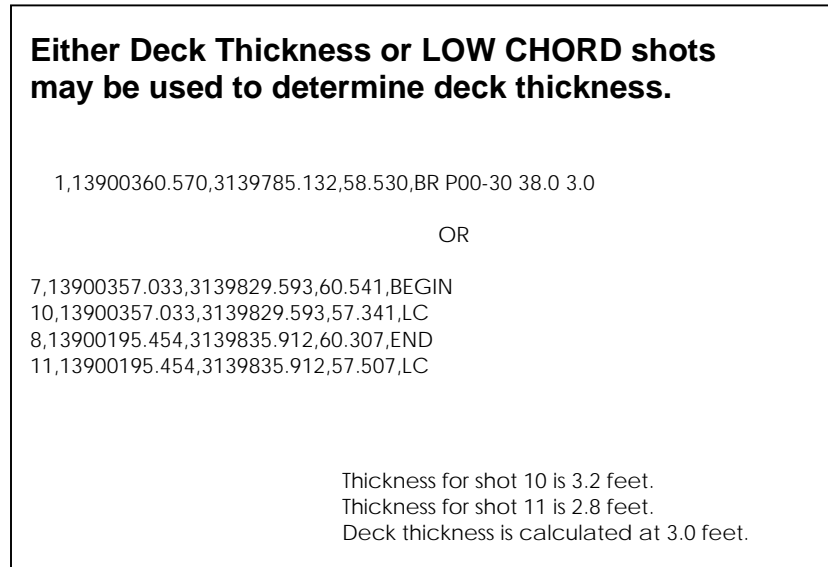 Either Deck Thickness or LOW CHORD shots
may be used to determine deck thickness.
1,13900360.570,3139785.132,58.530,BR P00-30 38.0 3.0
OR
7,13900357.033,3139829.593,60.541,BEGIN
10,13900357.033,3139829.593,57.341,LC
8,13900195.454,3139835.912,60.307,END
11,13900195.454,3139835.912,57.507,LC
Thickness for shot 10 is 3.2 feet.
Thickness for shot 11 is 2.8 feet.
Deck thickness is calculated at 3.0 feet.